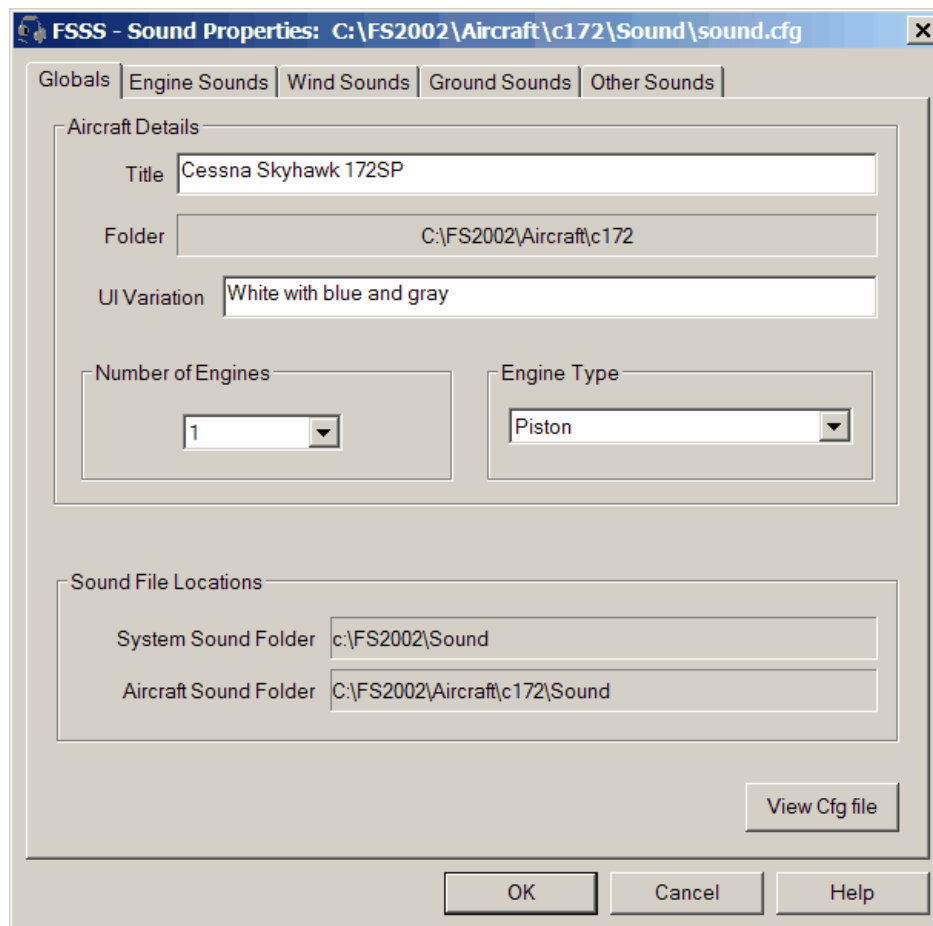 FSSS - Sound Properties: C:\FS2002\Aircraft\c172\Sound\sound.cfg
Globals Engine Sounds Wind Sounds Ground Sounds Other Sounds
Aircraft Details
Title Cessna Skyhawk 172SP
Folder C:\FS2002\Aircraft\c172
UI Variation White with blue and gray
Number of Engines Engine Type
1 Piston
Sound File Locations
System Sound Folder c:\FS2002\Sound
Aircraft Sound Folder C:\FS2002\Aircraft\c172\Sound
View Cfg file
OK Cancel Help